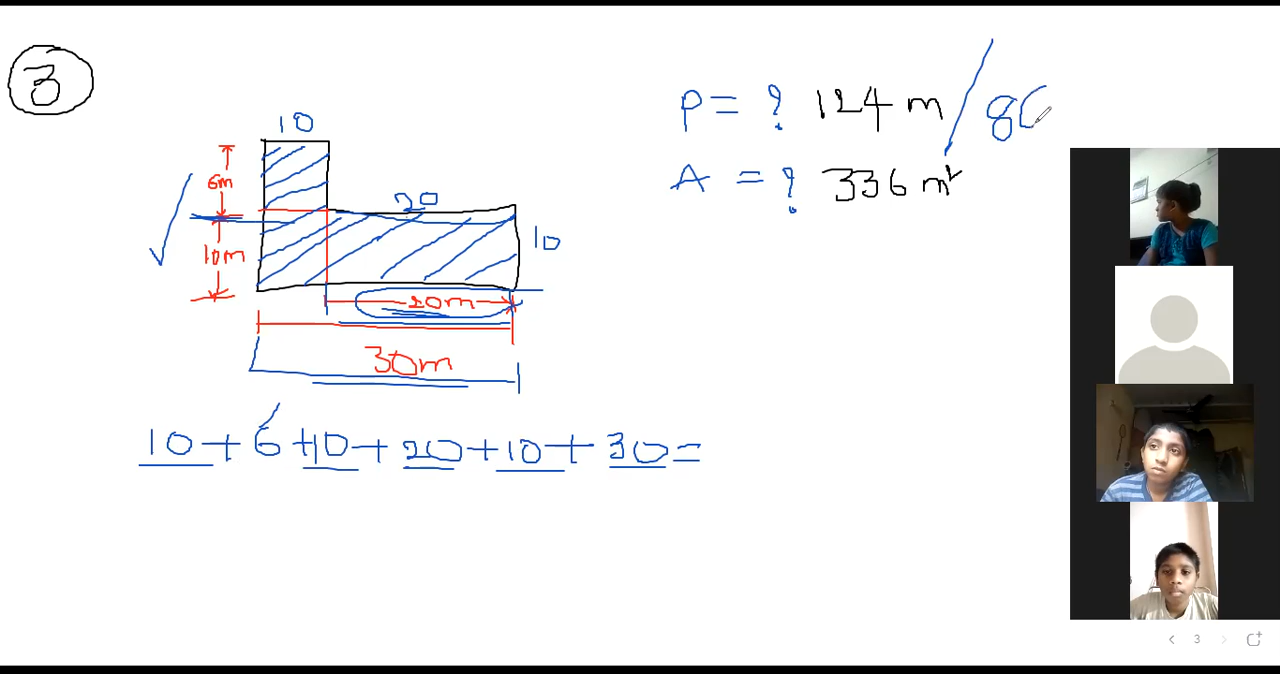 3
P = ? 124 m / 86
A = ? 336 m²
10
6m
20
10m
10
20m
30m
10 + 6 + 10 + 20 + 10 + 30 =
3